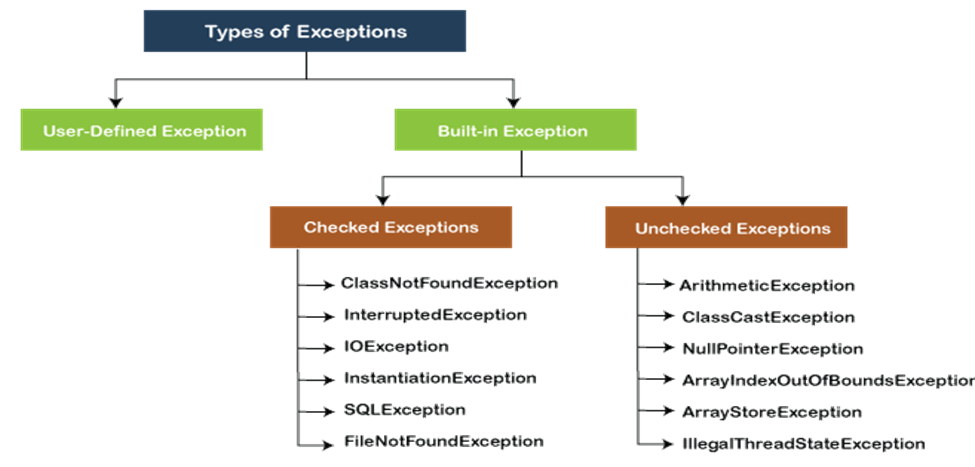 Types of Exceptions
User-Defined Exception
Built-in Exception
Checked Exceptions
ClassNotFoundException
InterruptedException
IOException
InstantiationException
SQLException
FileNotFoundException
Unchecked Exceptions
ArithmeticException
ClassCastException
NullPointerException
ArrayIndexOutOfBoundsException
ArrayStoreException
IllegalThreadStateException